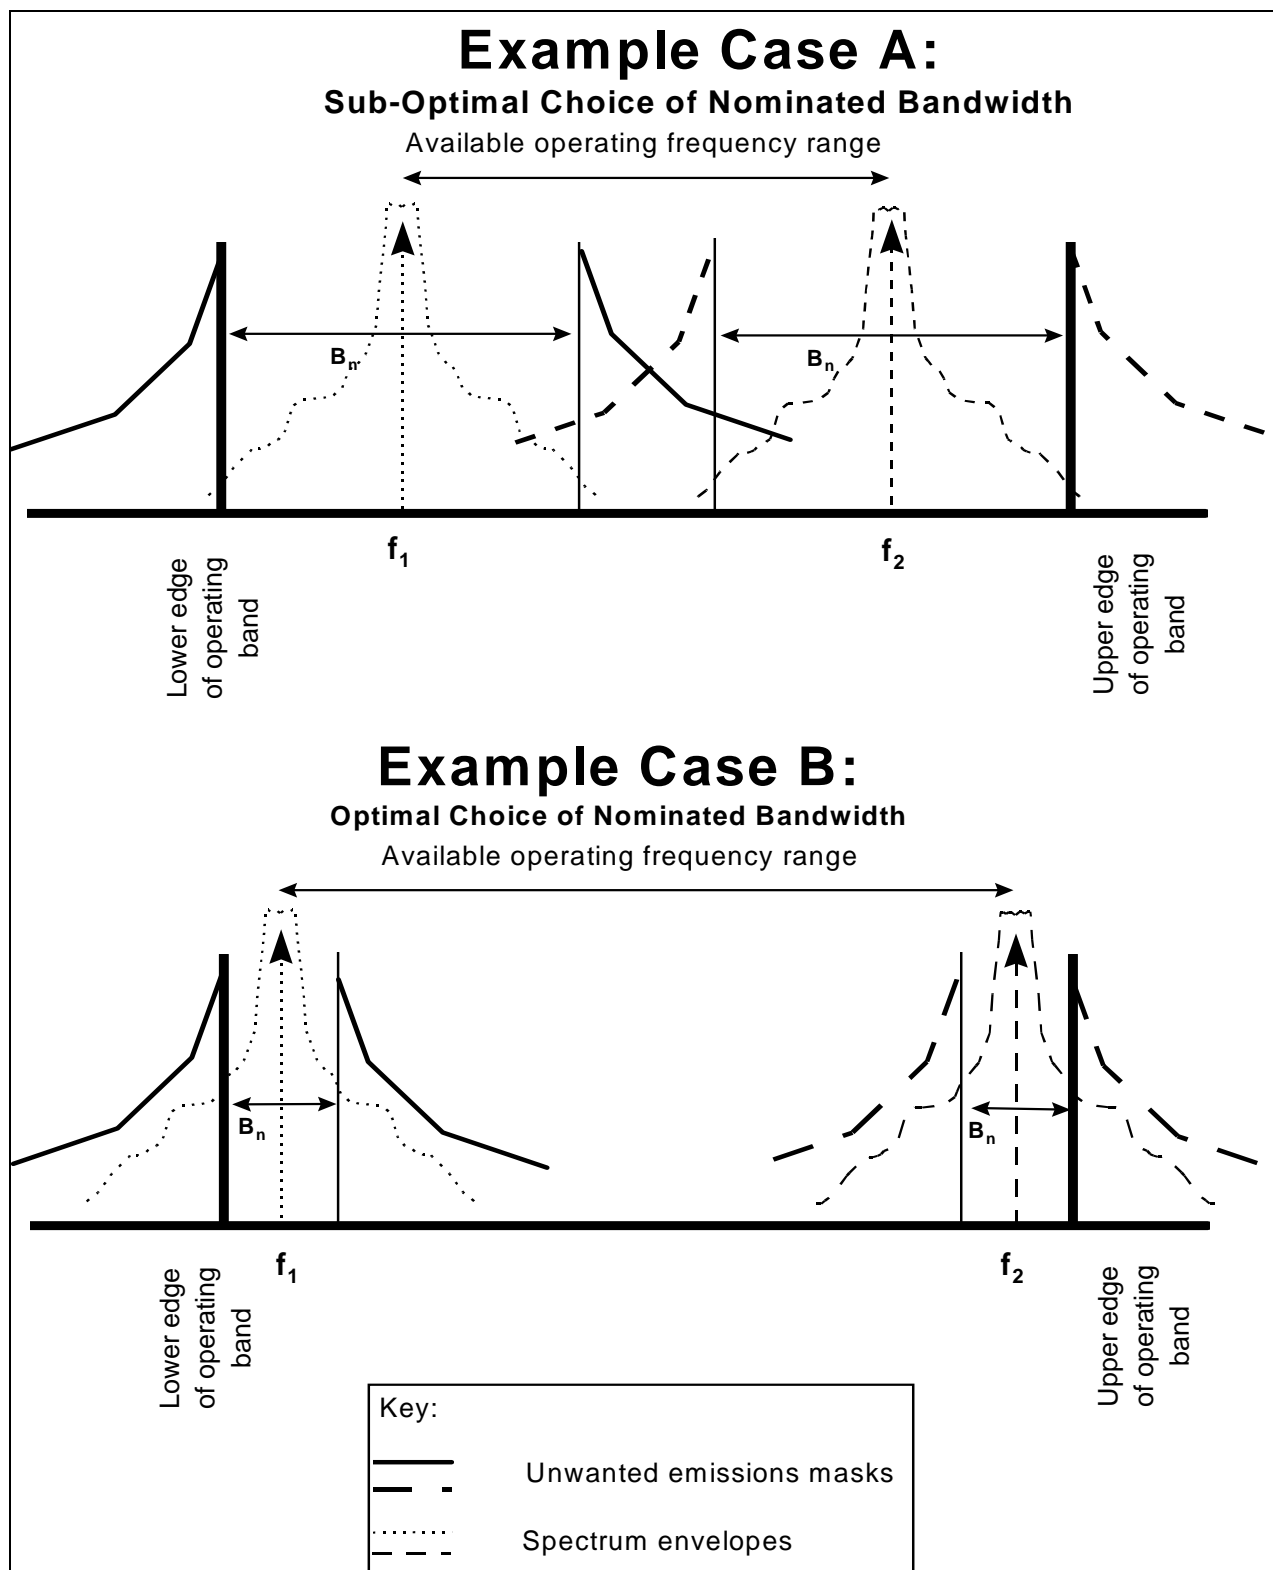 Example Case A:
Sub-Optimal Choice of Nominated Bandwidth
Available operating frequency range
Bn
Bn
f1
f2
Lower edge
of operating
band
Upper edge
of operating
band
Example Case B:
Optimal Choice of Nominated Bandwidth
Available operating frequency range
Bn
Bn
f1
f2
Lower edge
of operating
band
Upper edge
of operating
band
Key:
Unwanted emissions masks
Spectrum envelopes